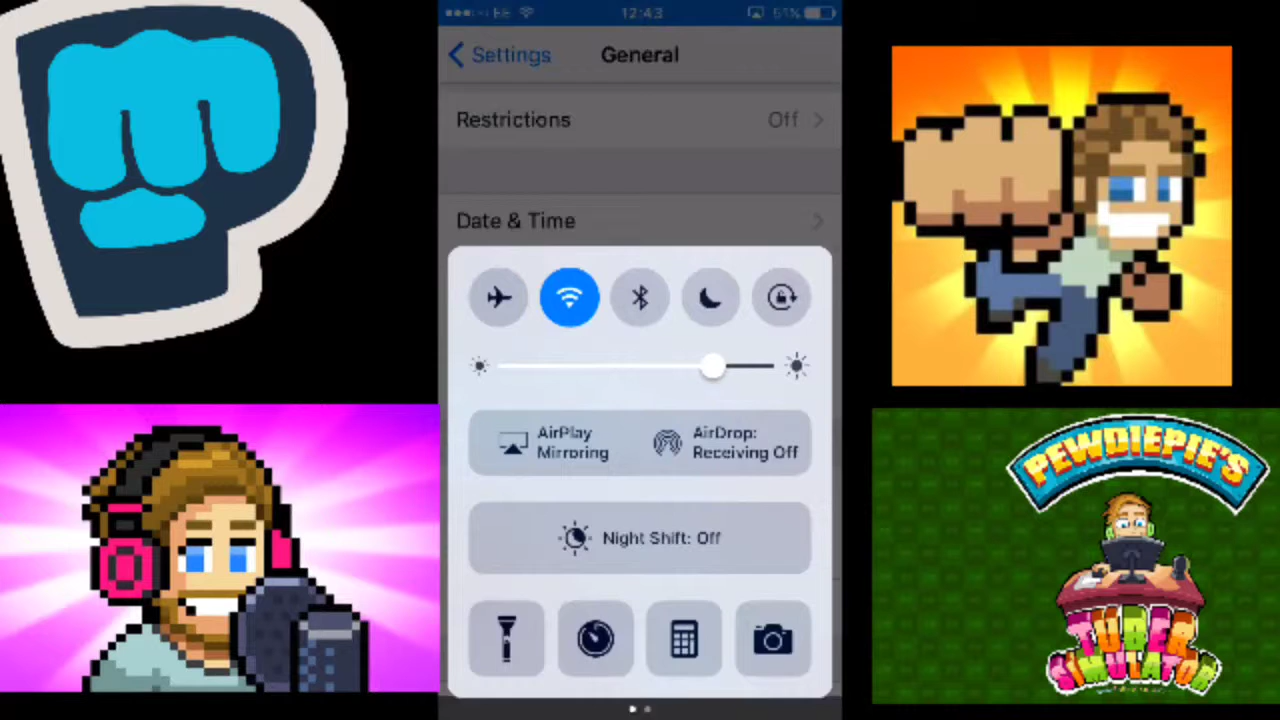 EE 12:43 51%
Settings General
Restrictions Off
Date & Time
AirPlay
Mirroring
AirDrop:
Receiving Off
Night Shift: Off
PEWDIEPIE'S
TUBER
SIMULATOR